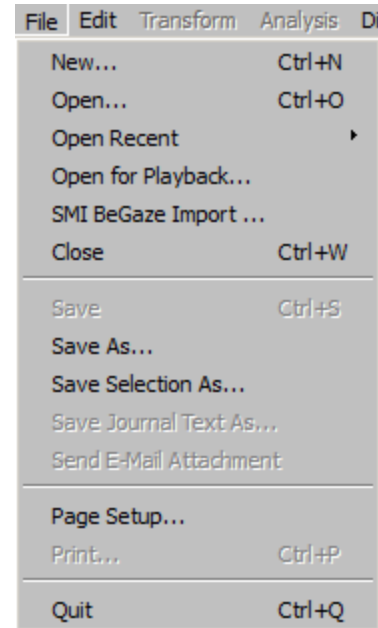 File Edit Transform Analysis Di
New... Ctrl+N
Open... Ctrl+O
Open Recent
Open for Playback...
SMI BeGaze Import ...
Close Ctrl+W
Save Ctrl+S
Save As...
Save Selection As...
Save Journal Text As...
Send E-Mail Attachment
Page Setup...
Print... Ctrl+P
Quit Ctrl+Q